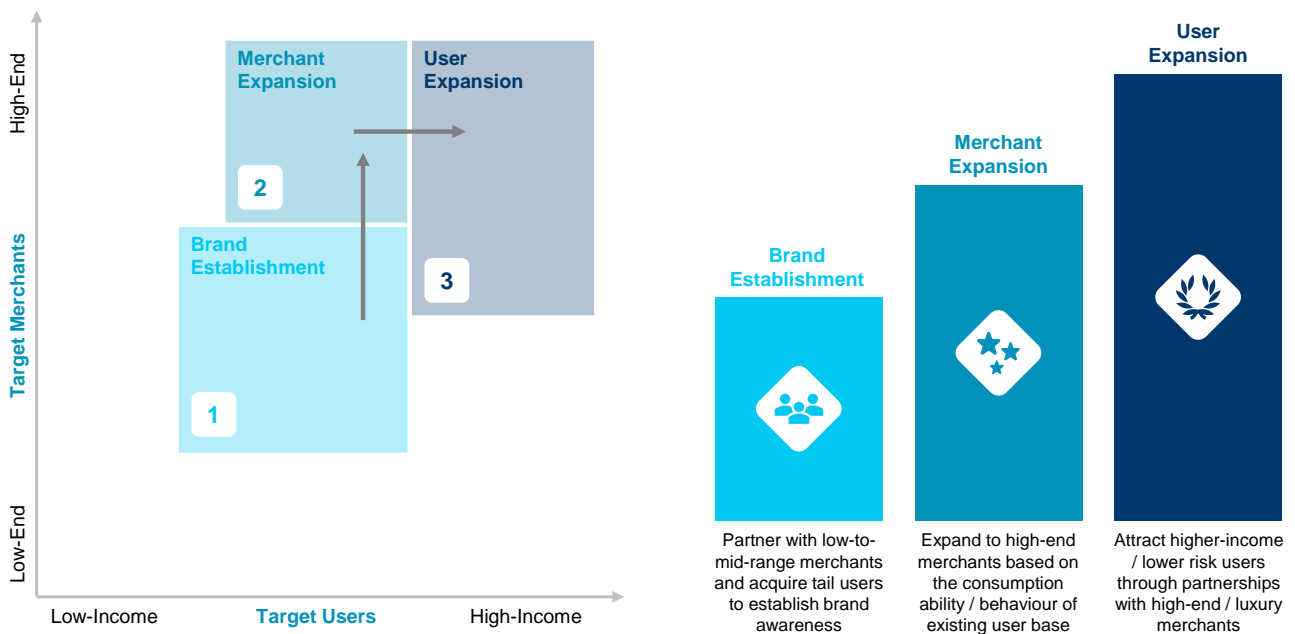 High-End
Target Merchants
Low-End
Merchant
Expansion
2
User
Expansion
3
Brand
Establishment
1
Low-Income
Target Users
High-Income
Brand
Establishment
Partner with low-to-
mid-range merchants
and acquire tail users
to establish brand
awareness
Merchant
Expansion
Expand to high-end
merchants based on
the consumption
ability / behaviour of
existing user base
User
Expansion
Attract higher-income
/ lower risk users
through partnerships
with high-end / luxury
merchants